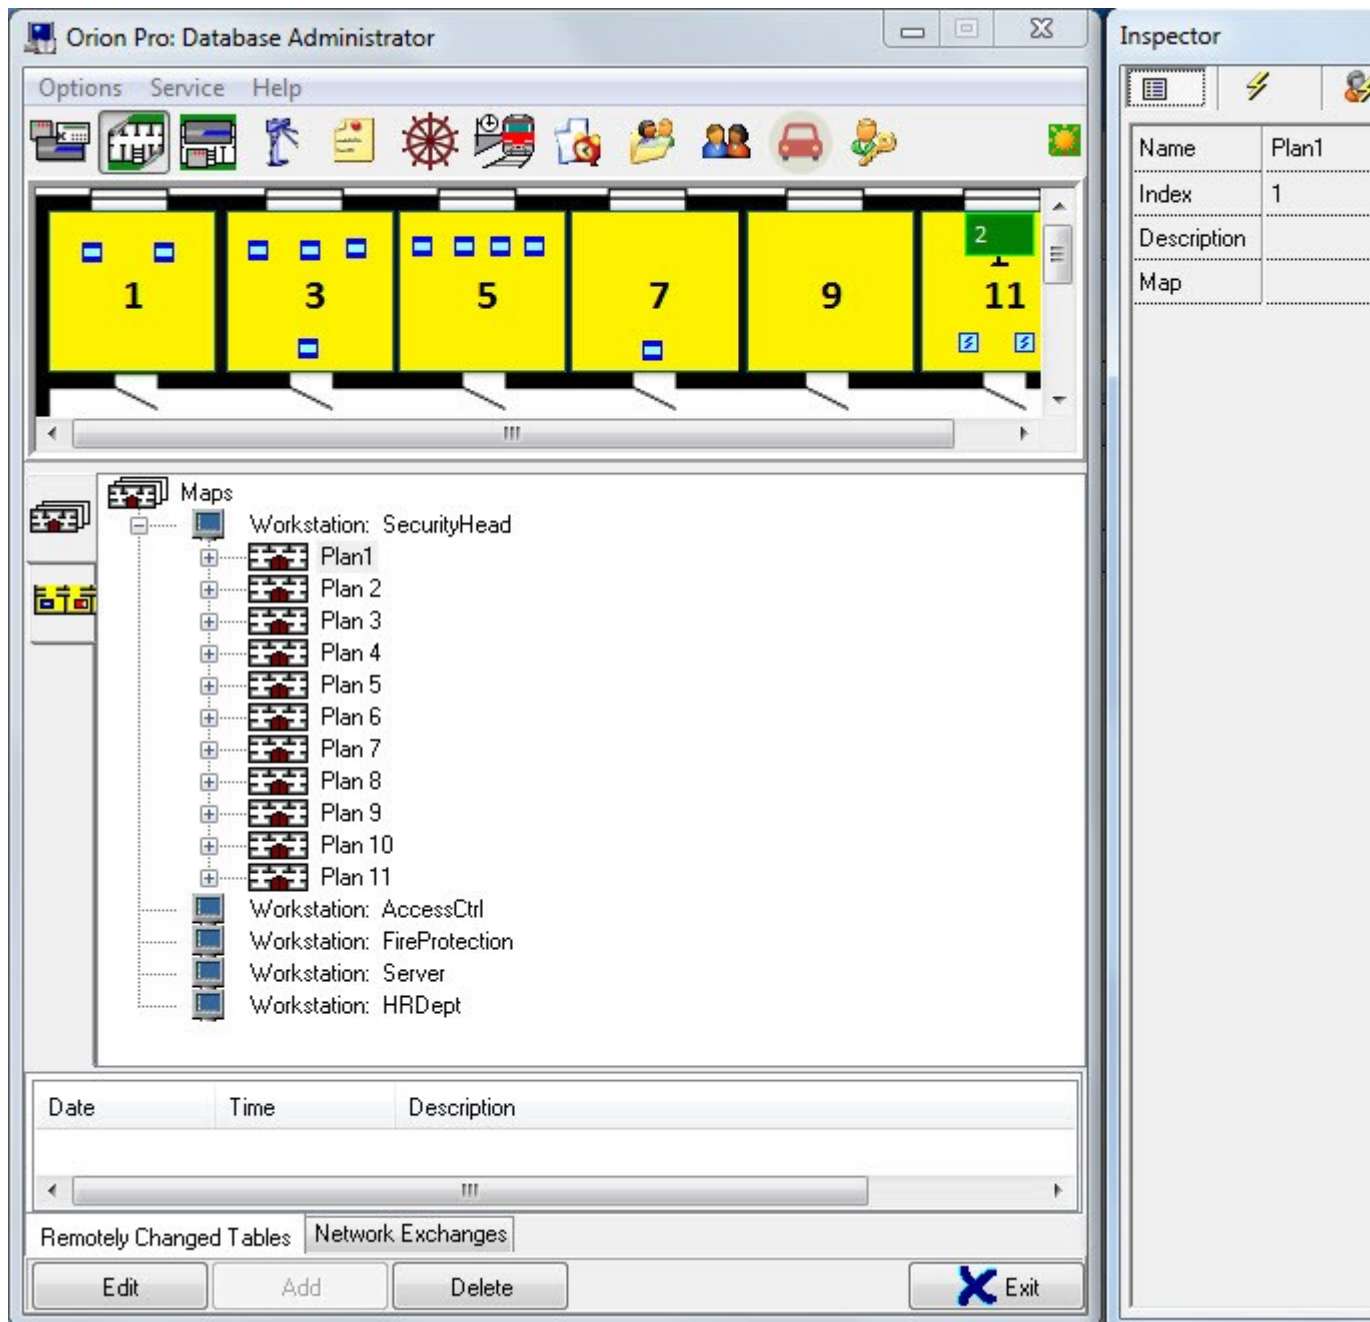 Orion Pro: Database Administrator
Inspector
Options Service Help
Name Plan1
Index 1
Description
Map
2
1 3 5 7 9 11
Maps
Workstation: SecurityHead
Plan1
Plan 2
Plan 3
Plan 4
Plan 5
Plan 6
Plan 7
Plan 8
Plan 9
Plan 10
Plan 11
Workstation: AccessCtrl
Workstation: FireProtection
Workstation: Server
Workstation: HRDept
Date Time Description
Remotely Changed Tables Network Exchanges
Edit Add Delete Exit